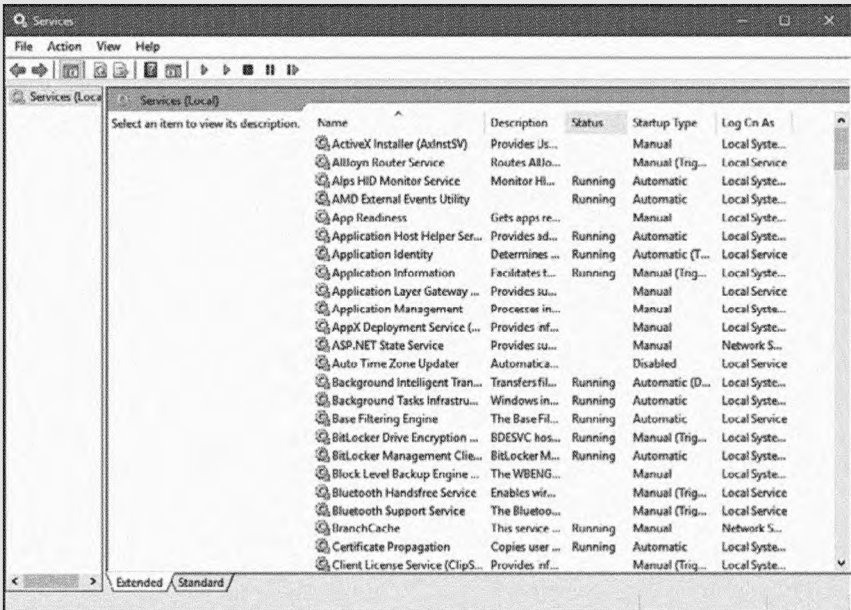 Services
File Action View Help
Services (Loca
Services (Local)
Select an item to view its description.
Name Description Status Startup Type Log On As
ActiveX Installer (AxInstSV) Provides Us... Manual Local Syste...
AllJoyn Router Service Routes AllJo... Manual (Trig... Local Service
Alps HID Monitor Service Monitor HI... Running Automatic Local Syste...
AMD External Events Utility Running Automatic Local Syste...
App Readiness Gets apps re... Manual Local Syste...
Application Host Helper Ser... Provides ad... Running Automatic Local Syste...
Application Identity Determines ... Running Automatic (T... Local Service
Application Information Facilitates t... Running Manual (Trig... Local Syste...
Application Layer Gateway ... Provides su... Manual Local Service
Application Management Processes in... Manual Local Syste...
AppX Deployment Service (... Provides inf... Manual Local Syste...
ASP.NET State Service Provides su... Manual Network S...
Auto Time Zone Updater Automatica... Disabled Local Service
Background Intelligent Tran... Transfers fil... Running Automatic (D... Local Syste...
Background Tasks Infrastru... Windows in... Running Automatic Local Syste...
Base Filtering Engine The Base Fil... Running Automatic Local Service
BitLocker Drive Encryption ... BDESVC hos... Running Manual (Trig... Local Syste...
BitLocker Management Clie... BitLocker M... Running Automatic Local Syste...
Block Level Backup Engine ... The WBENG... Manual Local Syste...
Bluetooth Handsfree Service Enables wir... Manual (Trig... Local Service
Bluetooth Support Service The Bluetoo... Manual (Trig... Local Service
BranchCache This service ... Running Manual Network S...
Certificate Propagation Copies user ... Running Automatic Local Syste...
Client License Service (ClipS... Provides inf... Manual (Trig... Local Syste...
Extended Standard